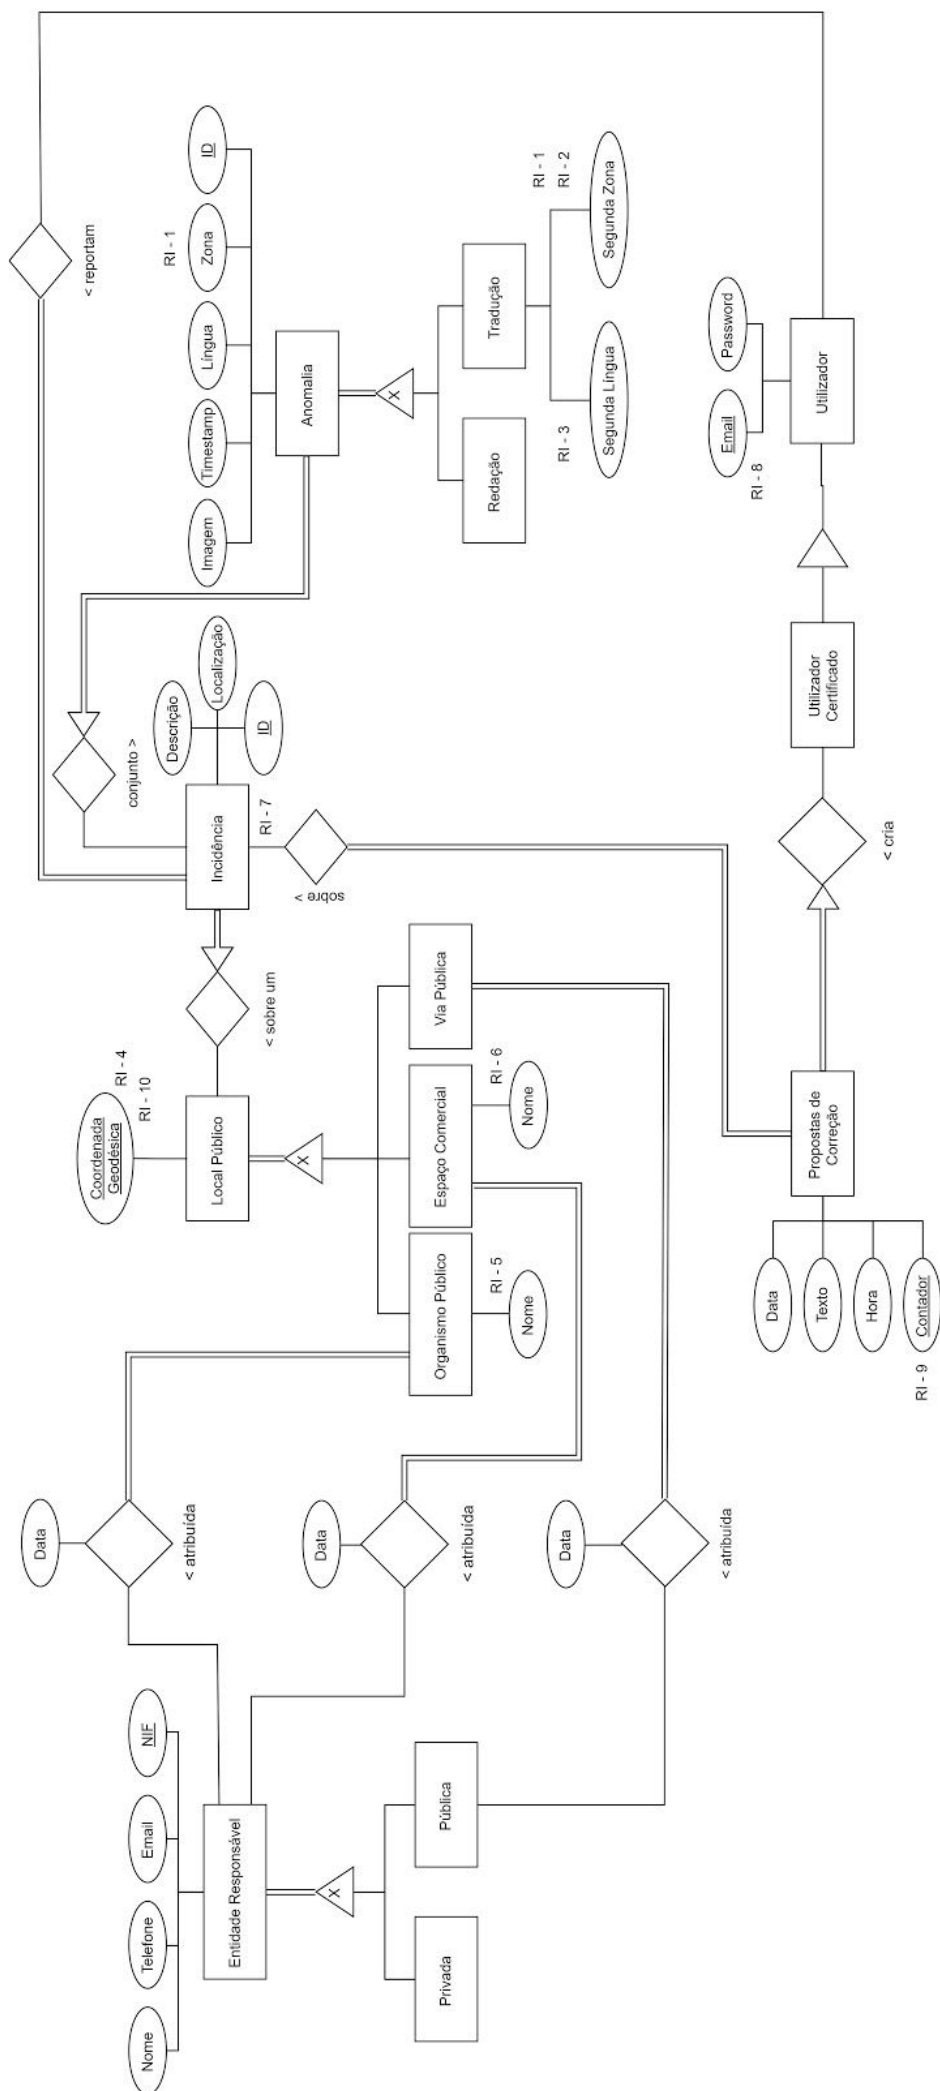 Nome
Telefone
Email
NIF
Entidade Responsável
X
Privada
Pública
Data
< atribuída
Data
< atribuída
Data
< atribuída
Coordenada
Geodésica
RI - 4
RI - 10
Local Público
X
Organismo Público
RI - 5
Nome
Espaço Comercial
RI - 6
Nome
Via Pública
< sobre um
Incidência
RI - 7
Descrição
Localização
ID
conjunto >
sobre >
< reportam
Imagem
Timestamp
Língua
Zona
ID
RI - 1
Anomalia
X
Redação
Tradução
RI - 3
Segunda Língua
Segunda Zona
RI - 1
RI - 2
Data
Texto
Hora
Contador
RI - 9
Propostas de
Correção
< cria
Utilizador
Certificado
Utilizador
Email
Password
RI - 8